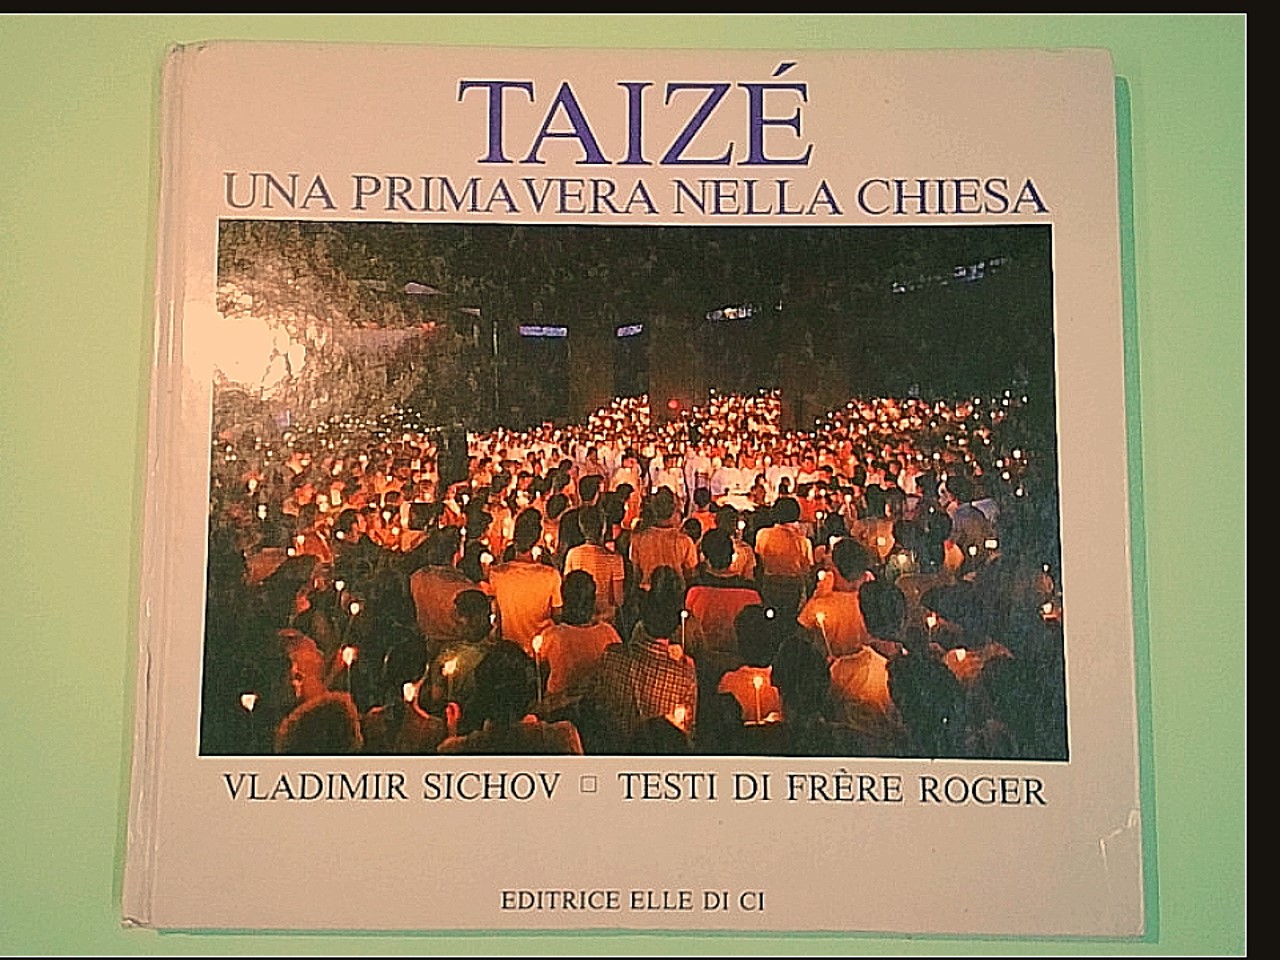 TAIZÉ
UNA PRIMAVERA NELLA CHIESA
VLADIMIR SICHOV □ TESTI DI FRÈRE ROGER
EDITRICE ELLE DI CI